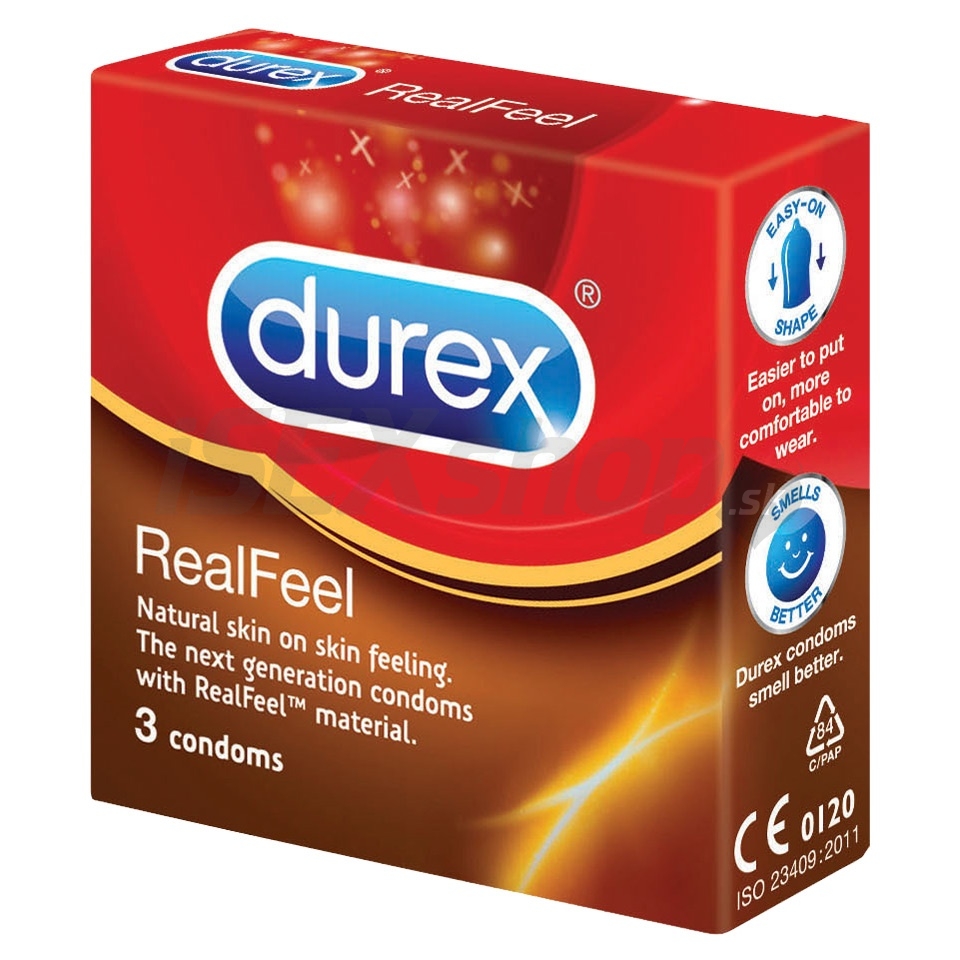 durex® RealFeel
durex®
RealFeel
Natural skin on skin feeling.
The next generation condoms
with RealFeel™ material.
3 condoms
EASY-ON
SHAPE
Easier to put
on, more
comfortable to
wear.
SMELLS
BETTER
Durex condoms
smell better.
84
C/PAP
CE 0120
ISO 23409:2011
iSEXshop.sk